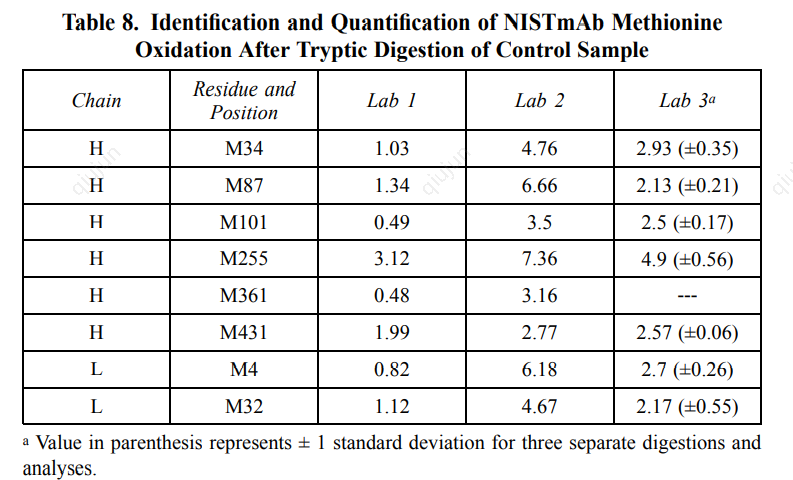 Table 8. Identification and Quantification of NISTmAb Methionine
Oxidation After Tryptic Digestion of Control Sample
Chain Residue and Position Lab 1 Lab 2 Lab 3ᵃ
H M34 1.03 4.76 2.93 (±0.35)
H M87 1.34 6.66 2.13 (±0.21)
H M101 0.49 3.5 2.5 (±0.17)
H M255 3.12 7.36 4.9 (±0.56)
H M361 0.48 3.16 ---
H M431 1.99 2.77 2.57 (±0.06)
L M4 0.82 6.18 2.7 (±0.26)
L M32 1.12 4.67 2.17 (±0.55)
ᵃ Value in parenthesis represents ± 1 standard deviation for three separate digestions and
analyses.
qiujun
qiujun
qiujun